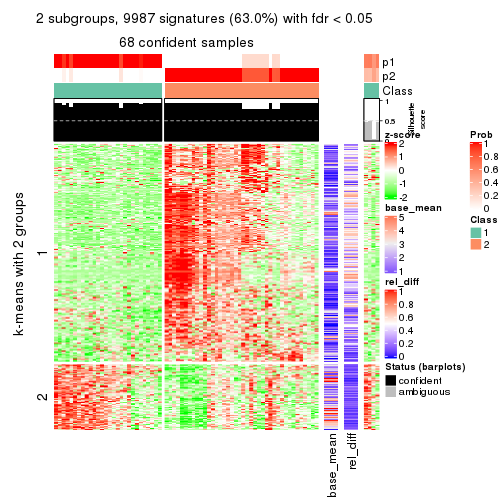 2 subgroups, 9987 signatures (63.0%) with fdr < 0.05
68 confident samples
p1
p2
Class
1
0.5
0
Silhouette
score
k-means with 2 groups
1
2
base_mean
rel_diff
z-score
2
1
0
-1
-2
base_mean
5
4
3
2
1
rel_diff
1
0.8
0.6
0.4
0.2
0
Status (barplots)
confident
ambiguous
Prob
1
0.8
0.6
0.4
0.2
0
Class
1
2